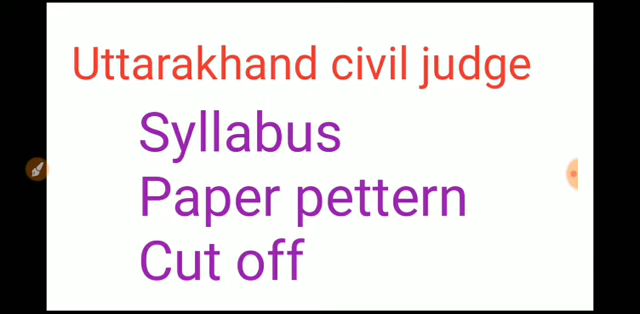 Uttarakhand civil judge
Syllabus
Paper pettern
Cut off